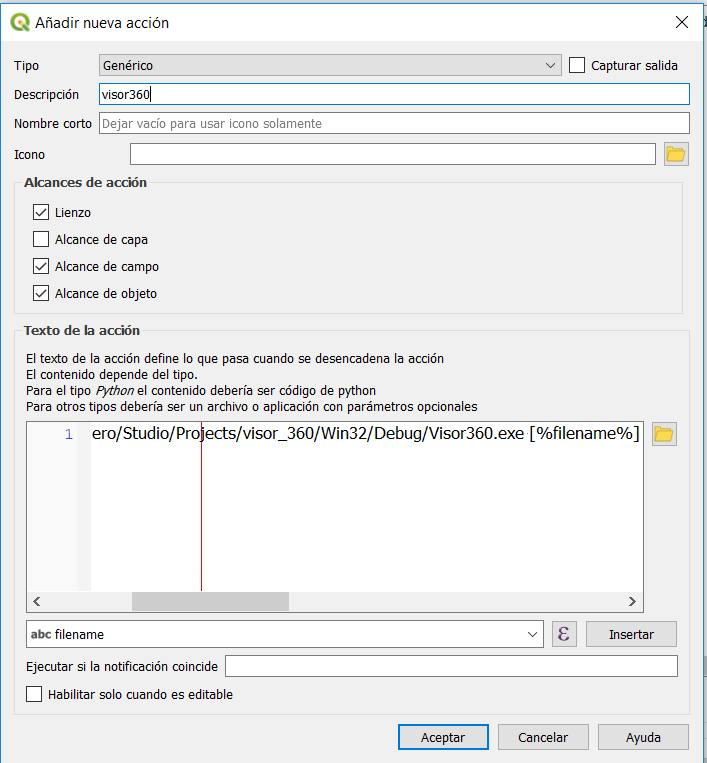 Añadir nueva acción
Tipo Genérico Capturar salida
Descripción visor360
Nombre corto Dejar vacío para usar icono solamente
Icono
Alcances de acción
Lienzo
Alcance de capa
Alcance de campo
Alcance de objeto
Texto de la acción
El texto de la acción define lo que pasa cuando se desencadena la acción
El contenido depende del tipo.
Para el tipo Python el contenido debería ser código de python
Para otros tipos debería ser un archivo o aplicación con parámetros opcionales
1 ero/Studio/Projects/visor_360/Win32/Debug/Visor360.exe [%filename%]
abc filename ε Insertar
Ejecutar si la notificación coincide
Habilitar solo cuando es editable
Aceptar Cancelar Ayuda